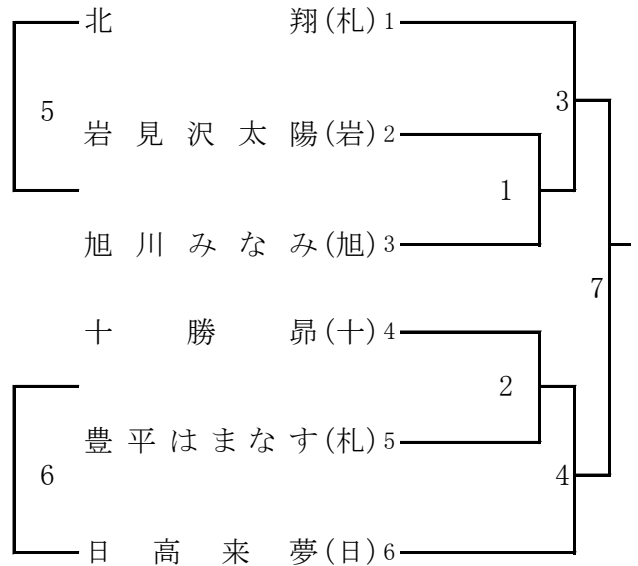 北翔(札)1
3
5
岩見沢太陽(岩)2
1
旭川みなみ(旭)3
7
十勝昴(十)4
2
豊平はまなす(札)5
6
4
日高来夢(日)6